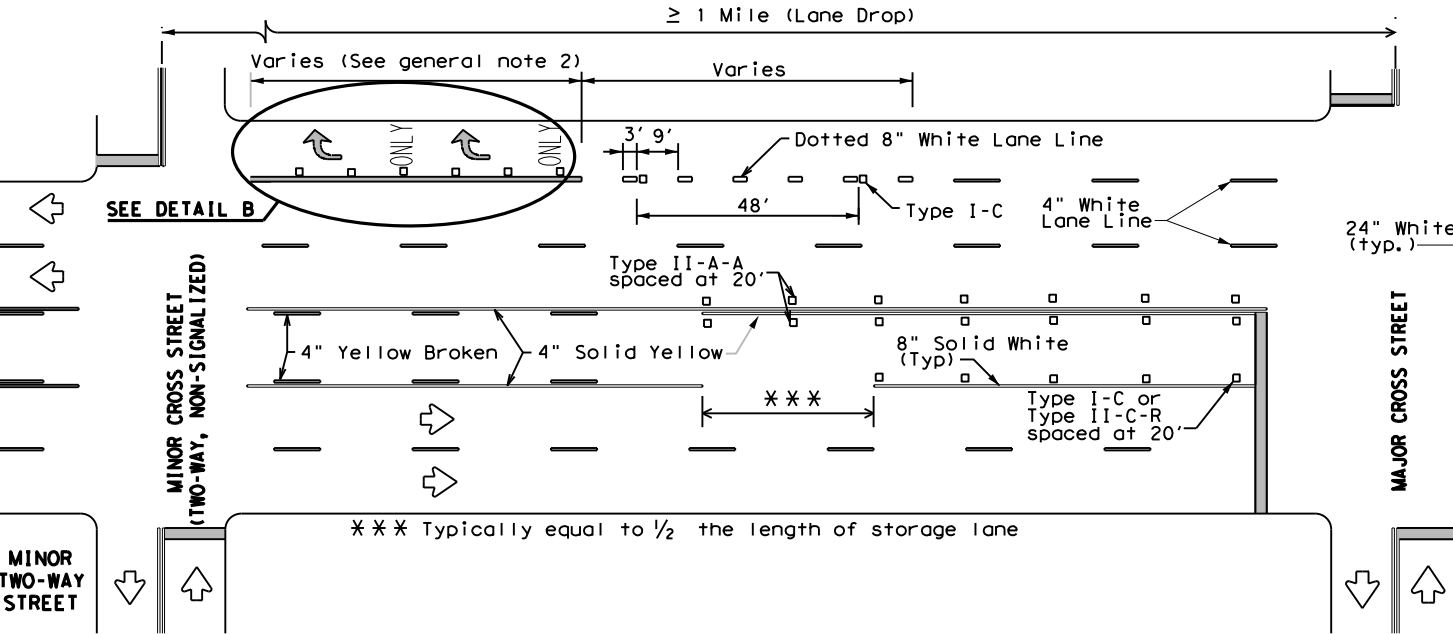 ≥ 1 Mile (Lane Drop)
Varies (See general note 2)
Varies
ONLY
ONLY
3' 9'
Dotted 8" White Lane Line
SEE DETAIL B
48'
Type I-C
4" White
Lane Line
24" White
(typ.)
Type II-A-A
spaced at 20'
MINOR CROSS STREET
(TWO-WAY, NON-SIGNALIZED)
4" Yellow Broken
4" Solid Yellow
8" Solid White
(Typ)
MAJOR CROSS STREET
***
Type I-C or
Type II-C-R
spaced at 20'
*** Typically equal to ½ the length of storage lane
MINOR
TWO-WAY
STREET